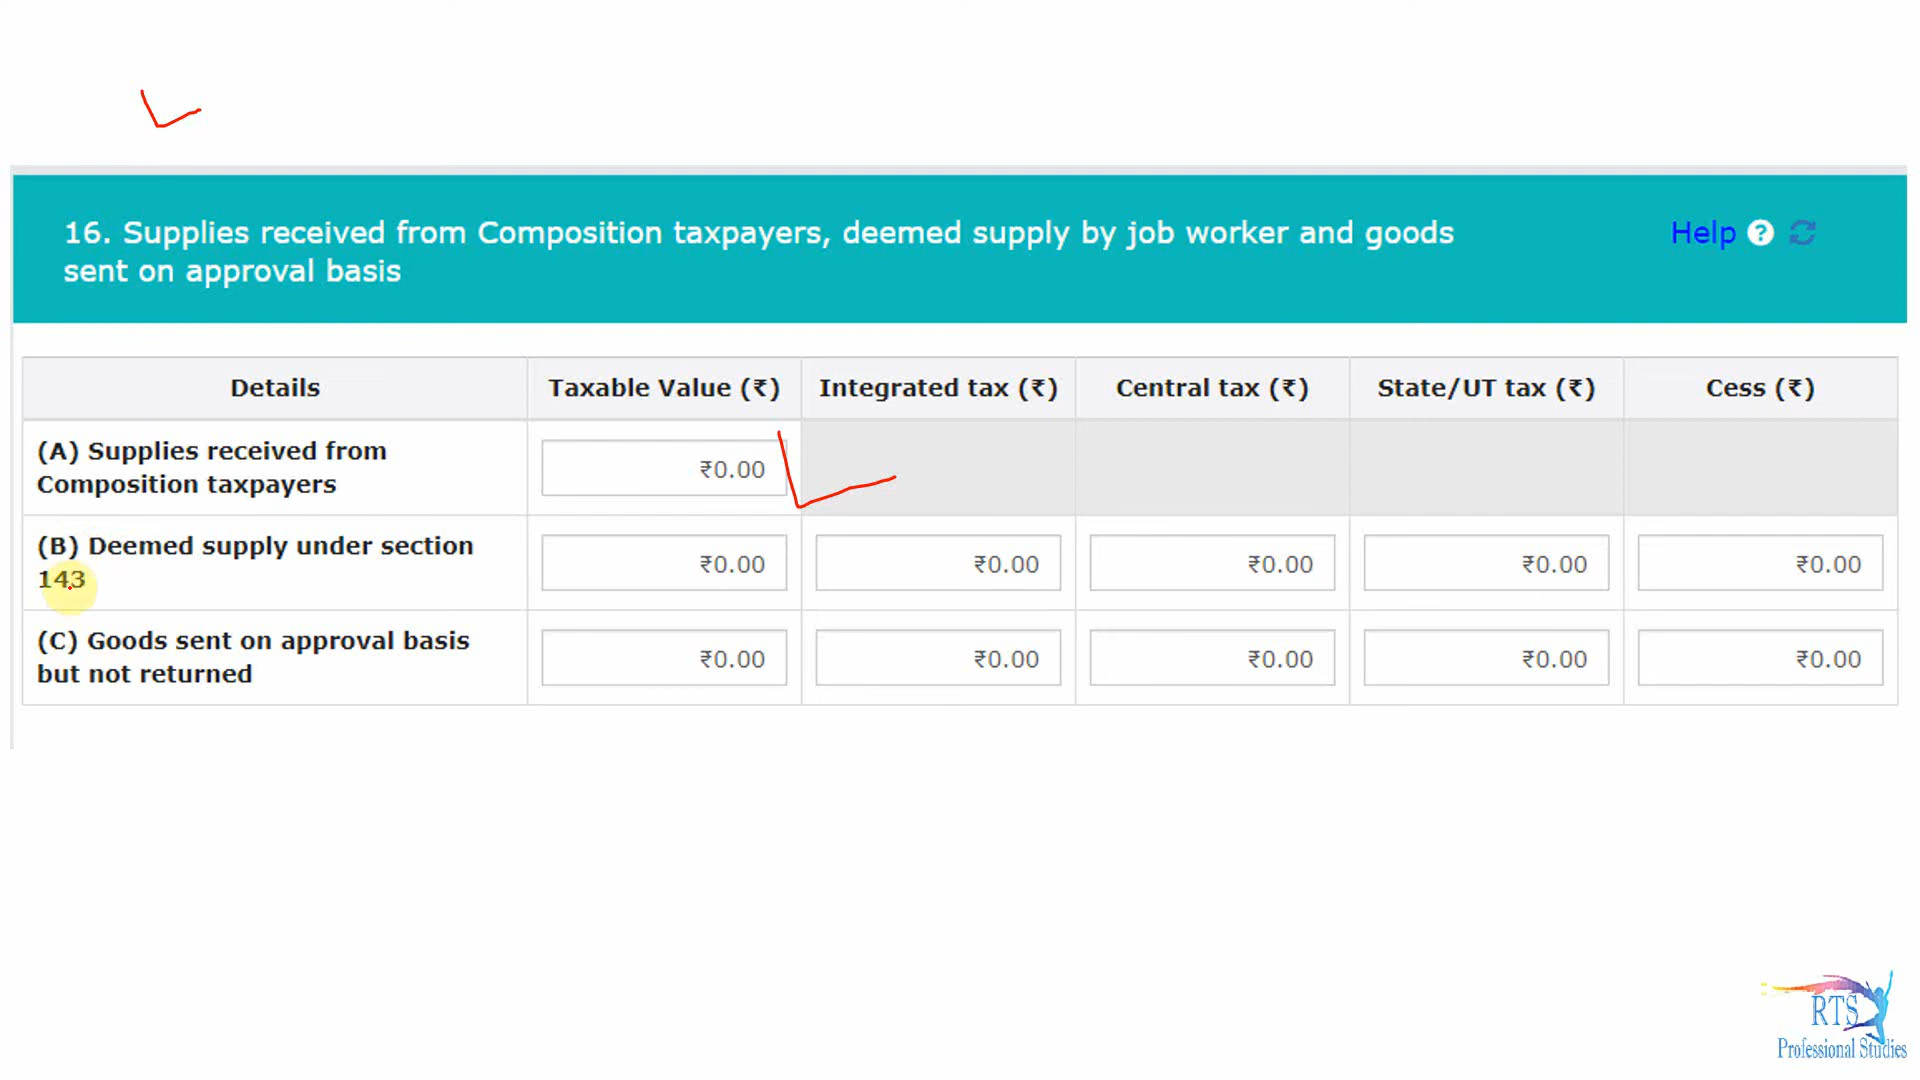 16. Supplies received from Composition taxpayers, deemed supply by job worker and goods
sent on approval basis
Help ?
Details
Taxable Value (₹)
Integrated tax (₹)
Central tax (₹)
State/UT tax (₹)
Cess (₹)
(A) Supplies received from
Composition taxpayers
₹0.00
(B) Deemed supply under section
143
₹0.00
₹0.00
₹0.00
₹0.00
₹0.00
(C) Goods sent on approval basis
but not returned
₹0.00
₹0.00
₹0.00
₹0.00
₹0.00
RTS
Professional Studies